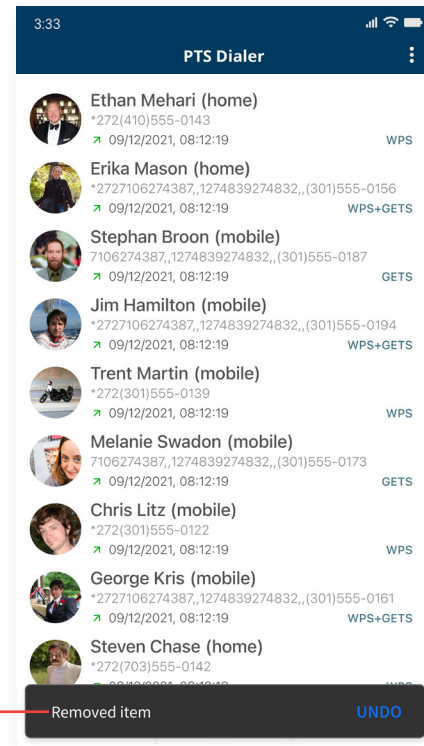 3:33
PTS Dialer
Ethan Mehari (home)
*272(410)555-0143
09/12/2021, 08:12:19 WPS
Erika Mason (home)
*2727106274387,,1274839274832,,(301)555-0156
09/12/2021, 08:12:19 WPS+GETS
Stephan Broon (mobile)
7106274387,,1274839274832,,(301)555-0187
09/12/2021, 08:12:19 GETS
Jim Hamilton (mobile)
*2727106274387,,1274839274832,,(301)555-0194
09/12/2021, 08:12:19 WPS+GETS
Trent Martin (mobile)
*272(301)555-0139
09/12/2021, 08:12:19 WPS
Melanie Swadon (mobile)
7106274387,,1274839274832,,(301)555-0173
09/12/2021, 08:12:19 GETS
Chris Litz (mobile)
*272(301)555-0122
09/12/2021, 08:12:19 WPS
George Kris (mobile)
*2727106274387,,1274839274832,,(301)555-0161
09/12/2021, 08:12:19 WPS+GETS
Steven Chase (home)
*272(703)555-0142
Removed item UNDO